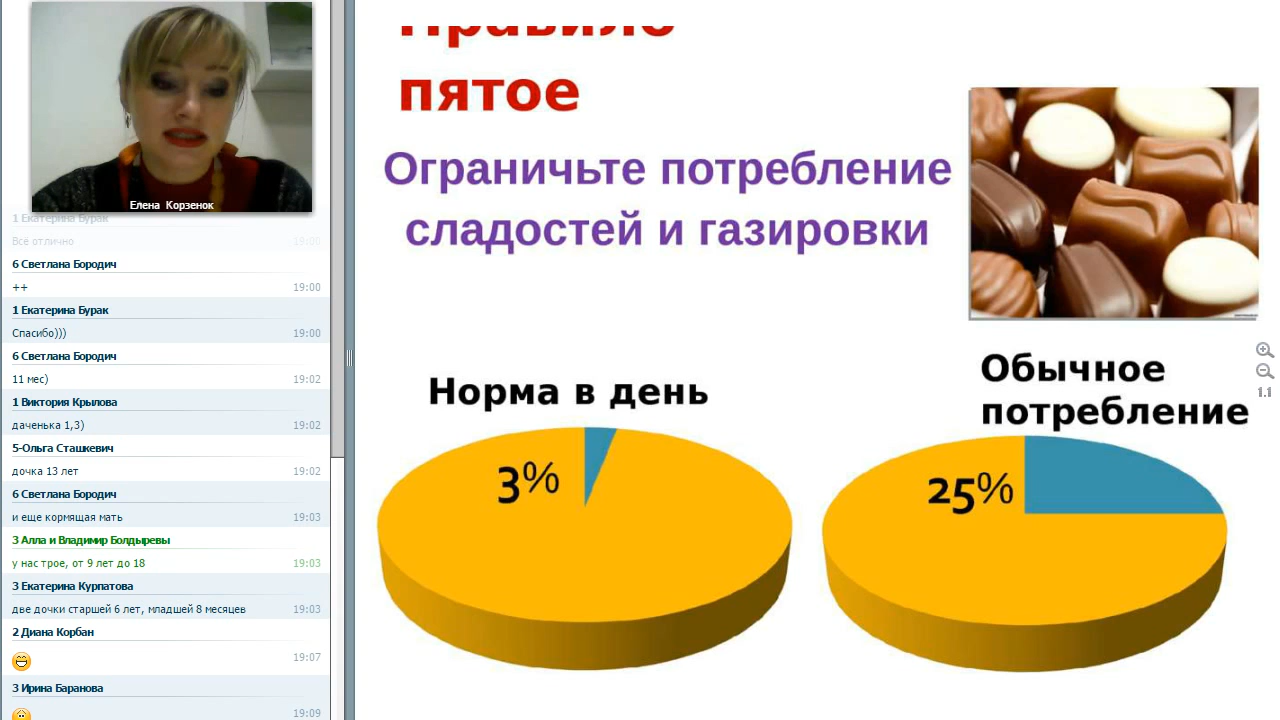 Елена Корзенок
1 Екатерина Бурак
Всё отлично 19:00
6 Светлана Бородич
++ 19:00
1 Екатерина Бурак
Спасибо))) 19:00
6 Светлана Бородич
11 мес) 19:02
1 Виктория Крылова
даченька 1,3) 19:02
5-Ольга Сташкевич
дочка 13 лет 19:02
6 Светлана Бородич
и еще кормящая мать 19:03
3 Алла и Владимир Болдыревы
у нас трое, от 9 лет до 18 19:03
3 Екатерина Курпатова
две дочки старшей 6 лет, младшей 8 месяцев 19:03
2 Диана Корбан
19:07
3 Ирина Баранова
19:09
Правило
пятое
Ограничьте потребление
сладостей и газировки
Норма в день
3%
Обычное
потребление
25%
1.1